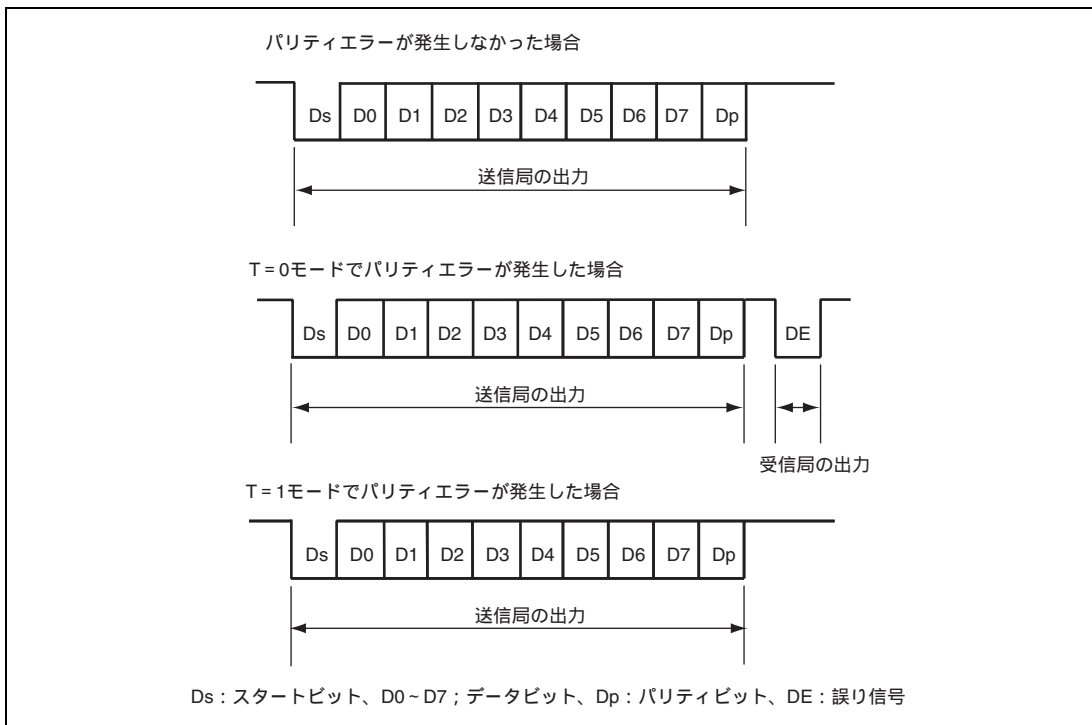 パリティエラーが発生しなかった場合
Ds D0 D1 D2 D3 D4 D5 D6 D7 Dp
送信局の出力
T = 0モードでパリティエラーが発生した場合
Ds D0 D1 D2 D3 D4 D5 D6 D7 Dp DE
送信局の出力
受信局の出力
T = 1モードでパリティエラーが発生した場合
Ds D0 D1 D2 D3 D4 D5 D6 D7 Dp
送信局の出力
Ds：スタートビット、D0～D7；データビット、Dp：パリティビット、DE：誤り信号